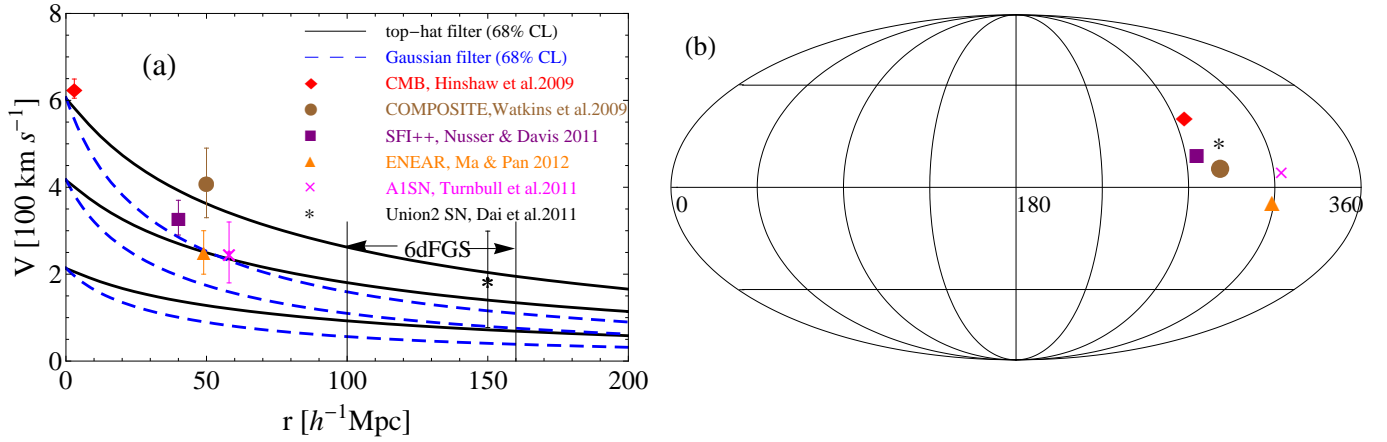 (a)
top−hat filter (68% CL)
Gaussian filter (68% CL)
CMB, Hinshaw et al.2009
COMPOSITE,Watkins et al.2009
SFI++, Nusser & Davis 2011
ENEAR, Ma & Pan 2012
A1SN, Turnbull et al.2011
Union2 SN, Dai et al.2011
6dFGS
V [100 km s⁻¹]
8
6
4
2
0
0 50 100 150 200
r [h⁻¹Mpc]
(b)
0 180 360